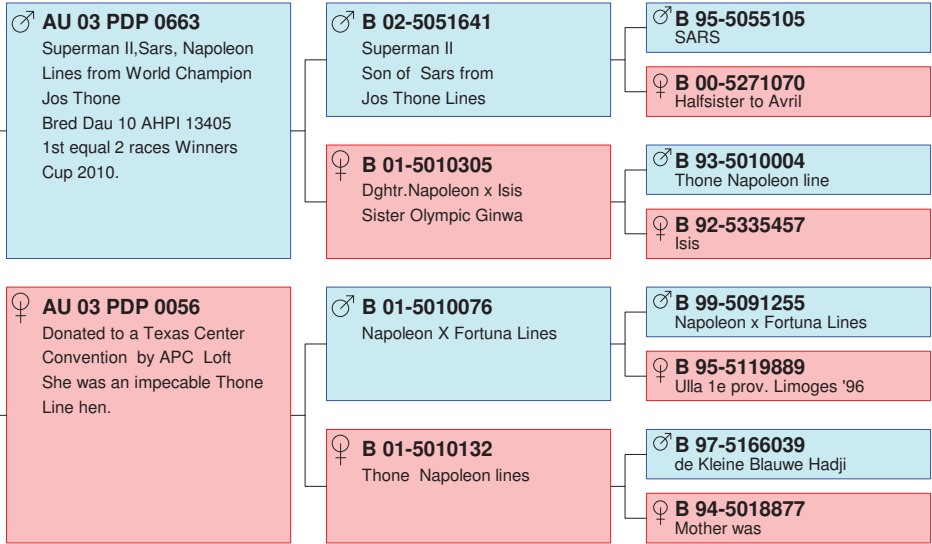 AU 03 PDP 0663
Superman II,Sars, Napoleon
Lines from World Champion
Jos Thone
Bred Dau 10 AHPI 13405
1st equal 2 races Winners
Cup 2010.
B 02-5051641
Superman II
Son of Sars from
Jos Thone Lines
B 95-5055105
SARS
B 00-5271070
Halfsister to Avril
B 01-5010305
Dghtr.Napoleon x Isis
Sister Olympic Ginwa
B 93-5010004
Thone Napoleon line
B 92-5335457
Isis
AU 03 PDP 0056
Donated to a Texas Center
Convention by APC Loft
She was an impecable Thone
Line hen.
B 01-5010076
Napoleon X Fortuna Lines
B 99-5091255
Napoleon x Fortuna Lines
B 95-5119889
Ulla 1e prov. Limoges '96
B 01-5010132
Thone Napoleon lines
B 97-5166039
de Kleine Blauwe Hadji
B 94-5018877
Mother was